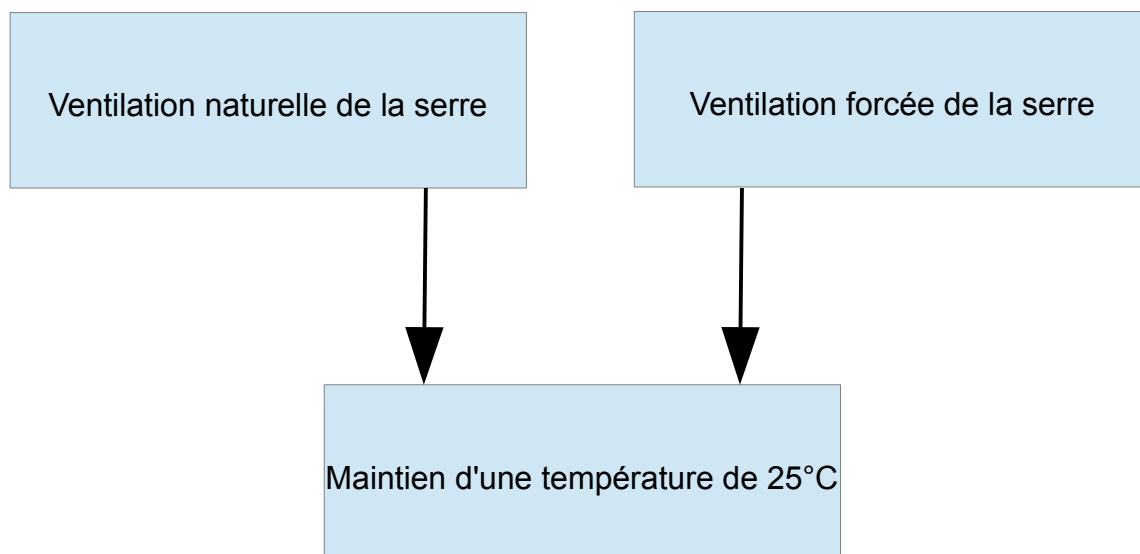 Ventilation naturelle de la serre
Ventilation forcée de la serre
Maintien d'une température de 25°C